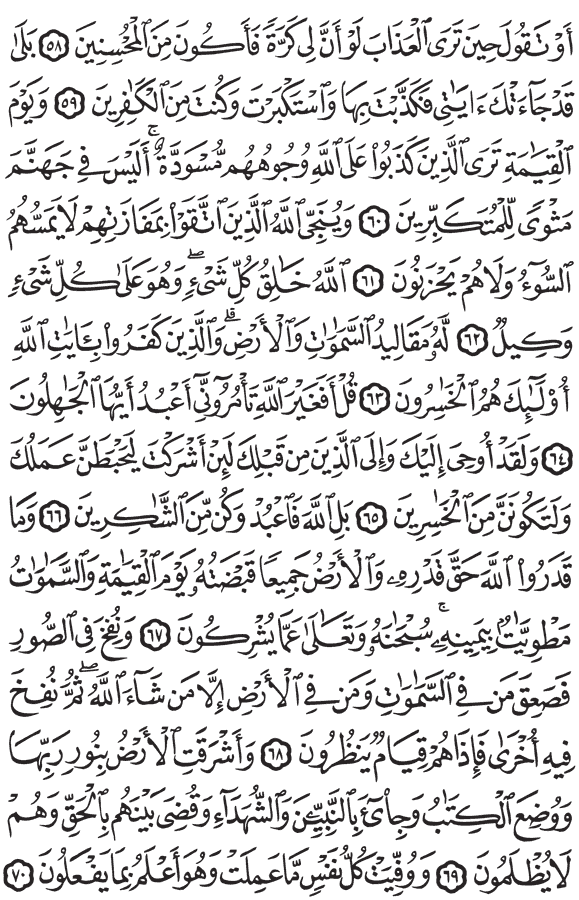 أَوْ تَقُولَ حِينَ تَرَى ٱلْعَذَابَ لَوْ أَنَّ لِى كَرَّةً فَأَكُونَ مِنَ ٱلْمُحْسِنِينَ ٥٨ بَلَىٰ
قَدْ جَآءَتْكَ ءَايَٰتِى فَكَذَّبْتَ بِهَا وَٱسْتَكْبَرْتَ وَكُنتَ مِنَ ٱلْكَٰفِرِينَ ٥٩ وَيَوْمَ
ٱلْقِيَٰمَةِ تَرَى ٱلَّذِينَ كَذَبُوا۟ عَلَى ٱللَّهِ وُجُوهُهُم مُّسْوَدَّةٌ ۚ أَلَيْسَ فِى جَهَنَّمَ
مَثْوًى لِّلْمُتَكَبِّرِينَ ٦٠ وَيُنَجِّى ٱللَّهُ ٱلَّذِينَ ٱتَّقَوْا۟ بِمَفَازَتِهِمْ لَا يَمَسُّهُمُ
ٱلسُّوٓءُ وَلَا هُمْ يَحْزَنُونَ ٦١ ٱللَّهُ خَٰلِقُ كُلِّ شَىْءٍ ۖ وَهُوَ عَلَىٰ كُلِّ شَىْءٍ
وَكِيلٌ ٦٢ لَّهُۥ مَقَالِيدُ ٱلسَّمَٰوَٰتِ وَٱلْأَرْضِ ۗ وَٱلَّذِينَ كَفَرُوا۟ بِـَٔايَٰتِ ٱللَّهِ
أُو۟لَٰٓئِكَ هُمُ ٱلْخَٰسِرُونَ ٦٣ قُلْ أَفَغَيْرَ ٱللَّهِ تَأْمُرُوٓنِّىٓ أَعْبُدُ أَيُّهَا ٱلْجَٰهِلُونَ
٦٤ وَلَقَدْ أُوحِىَ إِلَيْكَ وَإِلَى ٱلَّذِينَ مِن قَبْلِكَ لَئِنْ أَشْرَكْتَ لَيَحْبَطَنَّ عَمَلُكَ
وَلَتَكُونَنَّ مِنَ ٱلْخَٰسِرِينَ ٦٥ بَلِ ٱللَّهَ فَٱعْبُدْ وَكُن مِّنَ ٱلشَّٰكِرِينَ ٦٦ وَمَا
قَدَرُوا۟ ٱللَّهَ حَقَّ قَدْرِهِۦ وَٱلْأَرْضُ جَمِيعًا قَبْضَتُهُۥ يَوْمَ ٱلْقِيَٰمَةِ وَٱلسَّمَٰوَٰتُ
مَطْوِيَّٰتٌۢ بِيَمِينِهِۦ ۚ سُبْحَٰنَهُۥ وَتَعَٰلَىٰ عَمَّا يُشْرِكُونَ ٦٧ وَنُفِخَ فِى ٱلصُّورِ
فَصَعِقَ مَن فِى ٱلسَّمَٰوَٰتِ وَمَن فِى ٱلْأَرْضِ إِلَّا مَن شَآءَ ٱللَّهُ ۖ ثُمَّ نُفِخَ
فِيهِ أُخْرَىٰ فَإِذَا هُمْ قِيَامٌ يَنظُرُونَ ٦٨ وَأَشْرَقَتِ ٱلْأَرْضُ بِنُورِ رَبِّهَا
وَوُضِعَ ٱلْكِتَٰبُ وَجِا۟ىٓءَ بِٱلنَّبِيِّـۧنَ وَٱلشُّهَدَآءِ وَقُضِىَ بَيْنَهُم بِٱلْحَقِّ وَهُمْ
لَا يُظْلَمُونَ ٦٩ وَوُفِّيَتْ كُلُّ نَفْسٍ مَّا عَمِلَتْ وَهُوَ أَعْلَمُ بِمَا يَفْعَلُونَ ٧٠